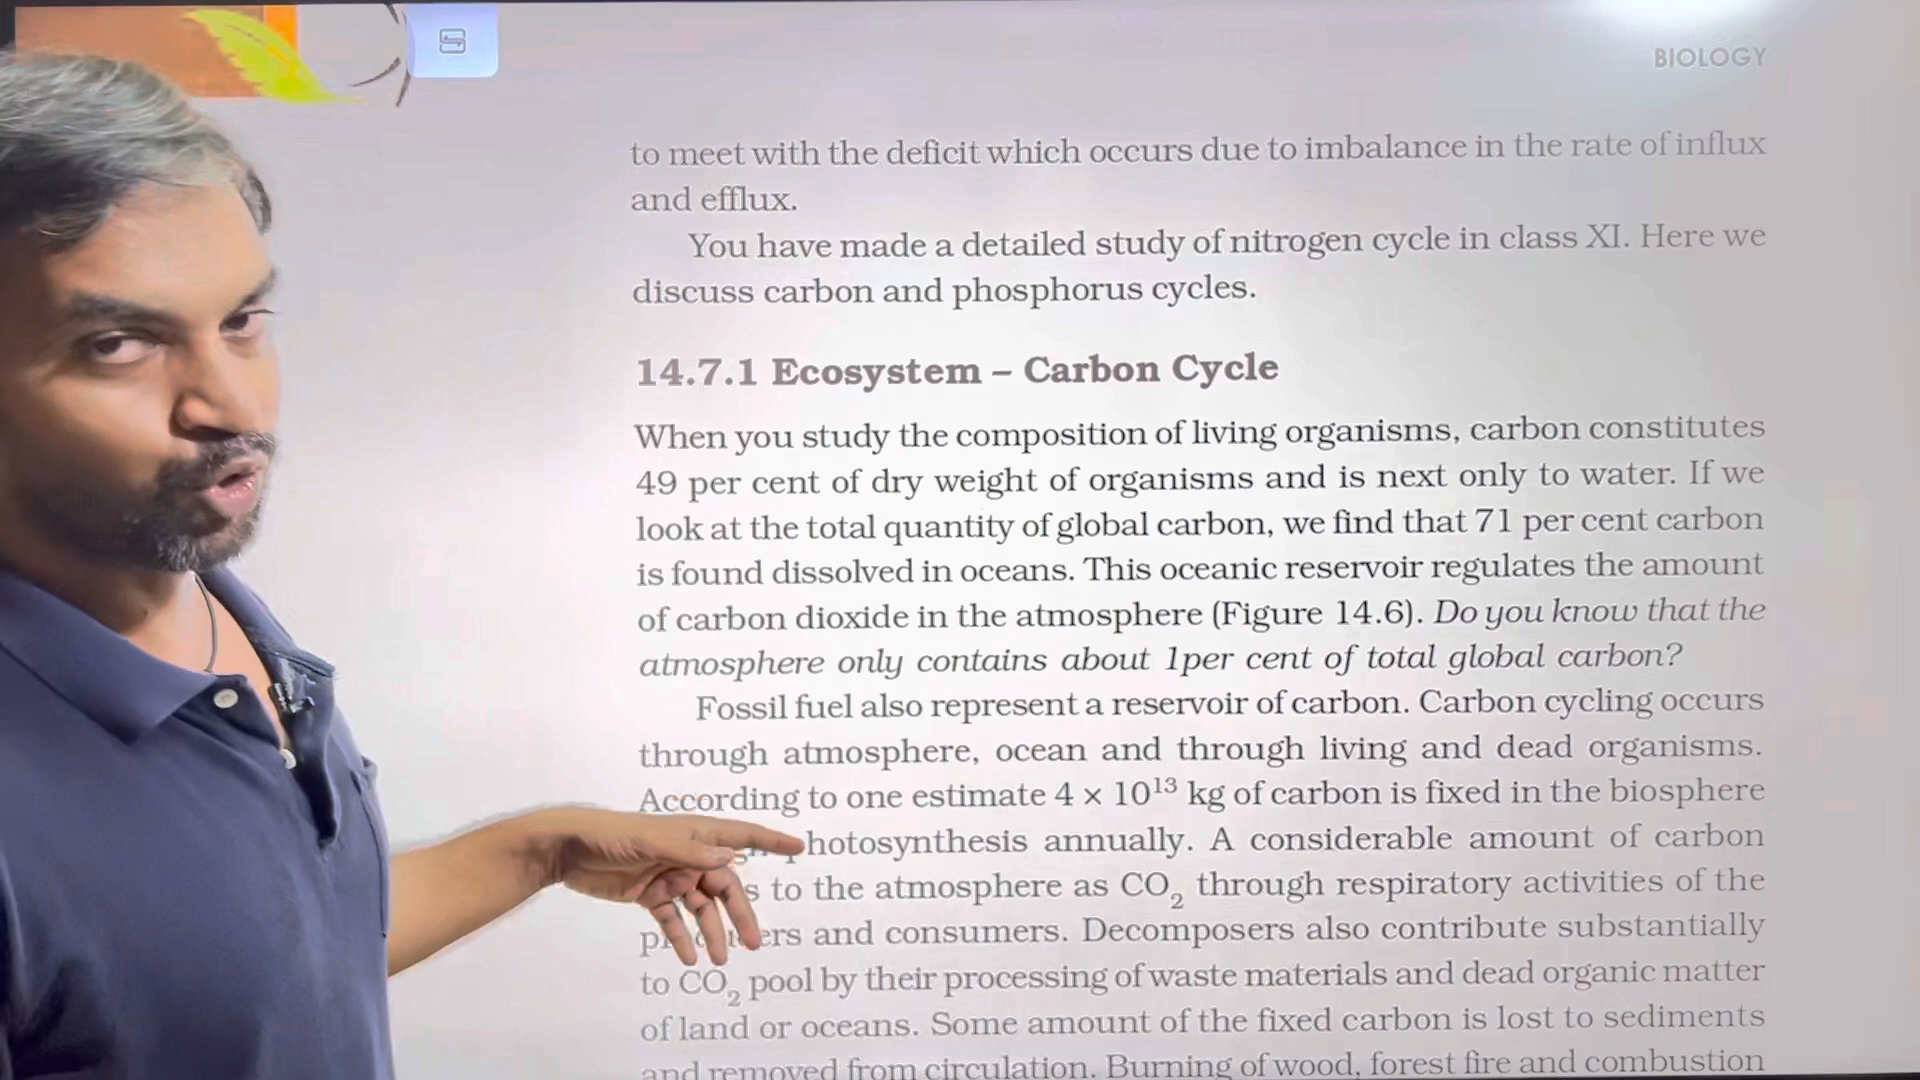 BIOLOGY
to meet with the deficit which occurs due to imbalance in the rate of influx
and efflux.
You have made a detailed study of nitrogen cycle in class XI. Here we
discuss carbon and phosphorus cycles.
14.7.1 Ecosystem – Carbon Cycle
When you study the composition of living organisms, carbon constitutes
49 per cent of dry weight of organisms and is next only to water. If we
look at the total quantity of global carbon, we find that 71 per cent carbon
is found dissolved in oceans. This oceanic reservoir regulates the amount
of carbon dioxide in the atmosphere (Figure 14.6). Do you know that the
atmosphere only contains about 1per cent of total global carbon?
Fossil fuel also represent a reservoir of carbon. Carbon cycling occurs
through atmosphere, ocean and through living and dead organisms.
According to one estimate 4 × 10¹³ kg of carbon is fixed in the biosphere
photosynthesis annually. A considerable amount of carbon
to the atmosphere as CO₂ through respiratory activities of the
and consumers. Decomposers also contribute substantially
to CO₂ pool by their processing of waste materials and dead organic matter
of land or oceans. Some amount of the fixed carbon is lost to sediments
and removed from circulation. Burning of wood, forest fire and combustion